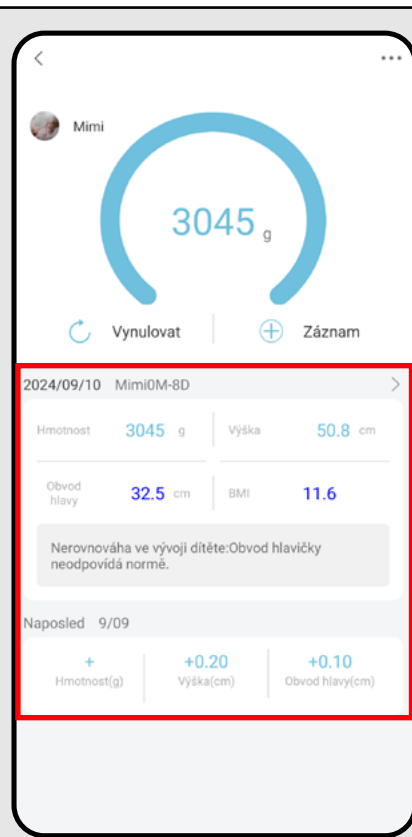 Mimi
3045 g
Vynulovat Záznam
2024/09/10 Mimi0M-8D
Hmotnost 3045 g Výška 50.8 cm
Obvod
hlavy 32.5 cm BMI 11.6
Nerovnováha ve vývoji dítěte:Obvod hlavičky
neodpovídá normě.
Naposled 9/09
+ +0.20 +0.10
Hmotnost(g) Výška(cm) Obvod hlavy(cm)